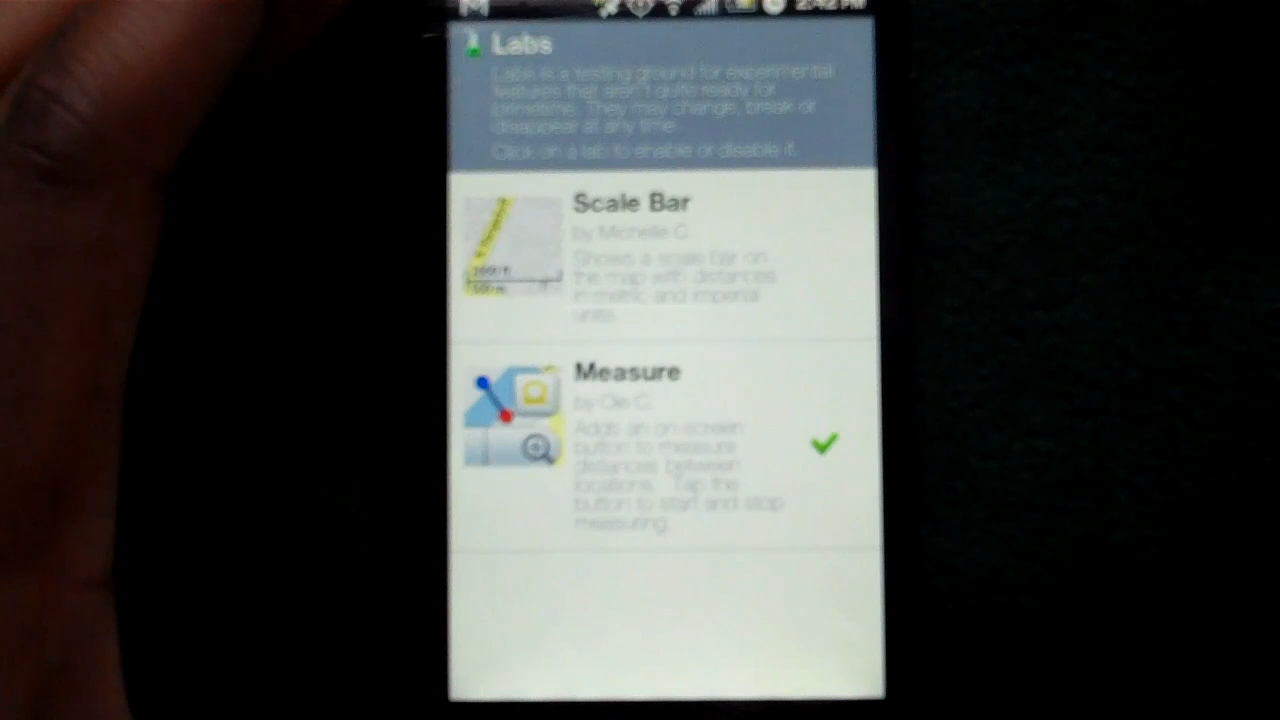 2:42 PM
Labs
Labs is a testing ground for experimental
features that aren't quite ready for
primetime. They may change, break or
disappear at any time.
Click on a lab to enable or disable it.
Scale Bar
by Michelle C.
Shows a scale bar on
the map with distances
in metric and imperial
units.
Measure
by Ole C.
Adds an on-screen
button to measure
distances between
locations. Tap the
button to start and stop
measuring.